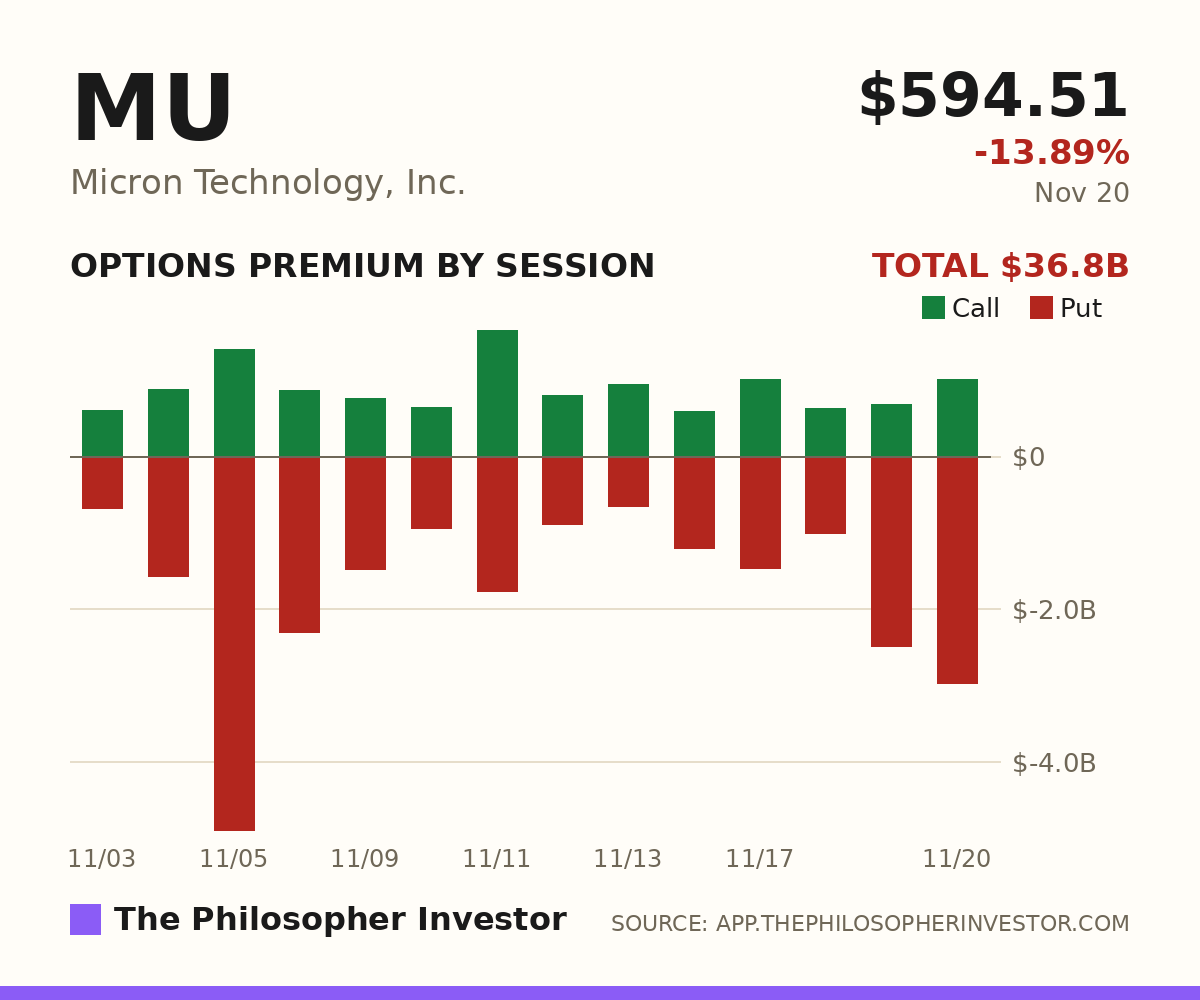 MU
$594.51
-13.89%
Micron Technology, Inc.
Nov 20
OPTIONS PREMIUM BY SESSION
TOTAL $36.8B
Call
Put
$0
$-2.0B
$-4.0B
11/03 11/05 11/09 11/11 11/13 11/17 11/20
The Philosopher Investor
SOURCE: APP.THEPHILOSOPHERINVESTOR.COM